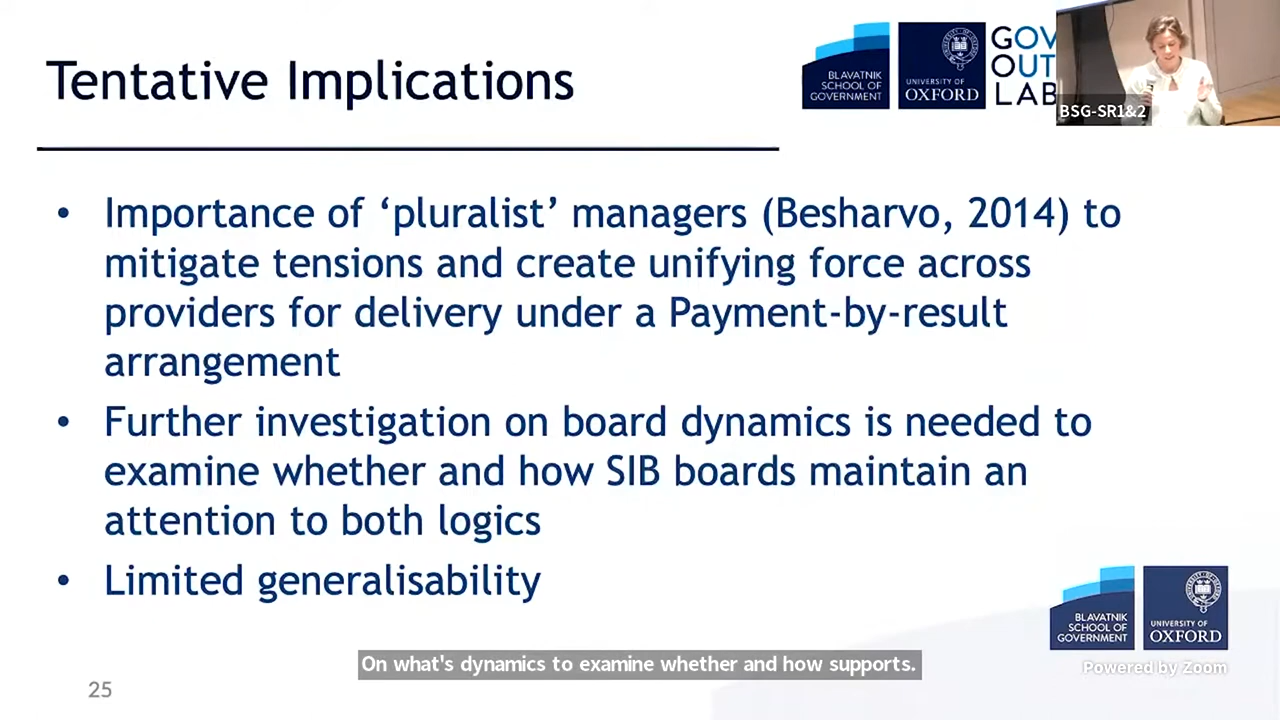 Tentative Implications
BLAVATNIK
SCHOOL OF
GOVERNMENT
UNIVERSITY OF
OXFORD
GOV
OUT
LAB
BSG-SR1&2
• Importance of ‘pluralist’ managers (Besharvo, 2014) to
mitigate tensions and create unifying force across
providers for delivery under a Payment-by-result
arrangement
• Further investigation on board dynamics is needed to
examine whether and how SIB boards maintain an
attention to both logics
• Limited generalisability
BLAVATNIK
SCHOOL OF
GOVERNMENT
UNIVERSITY OF
OXFORD
On what's dynamics to examine whether and how supports.
Powered by Zoom
25